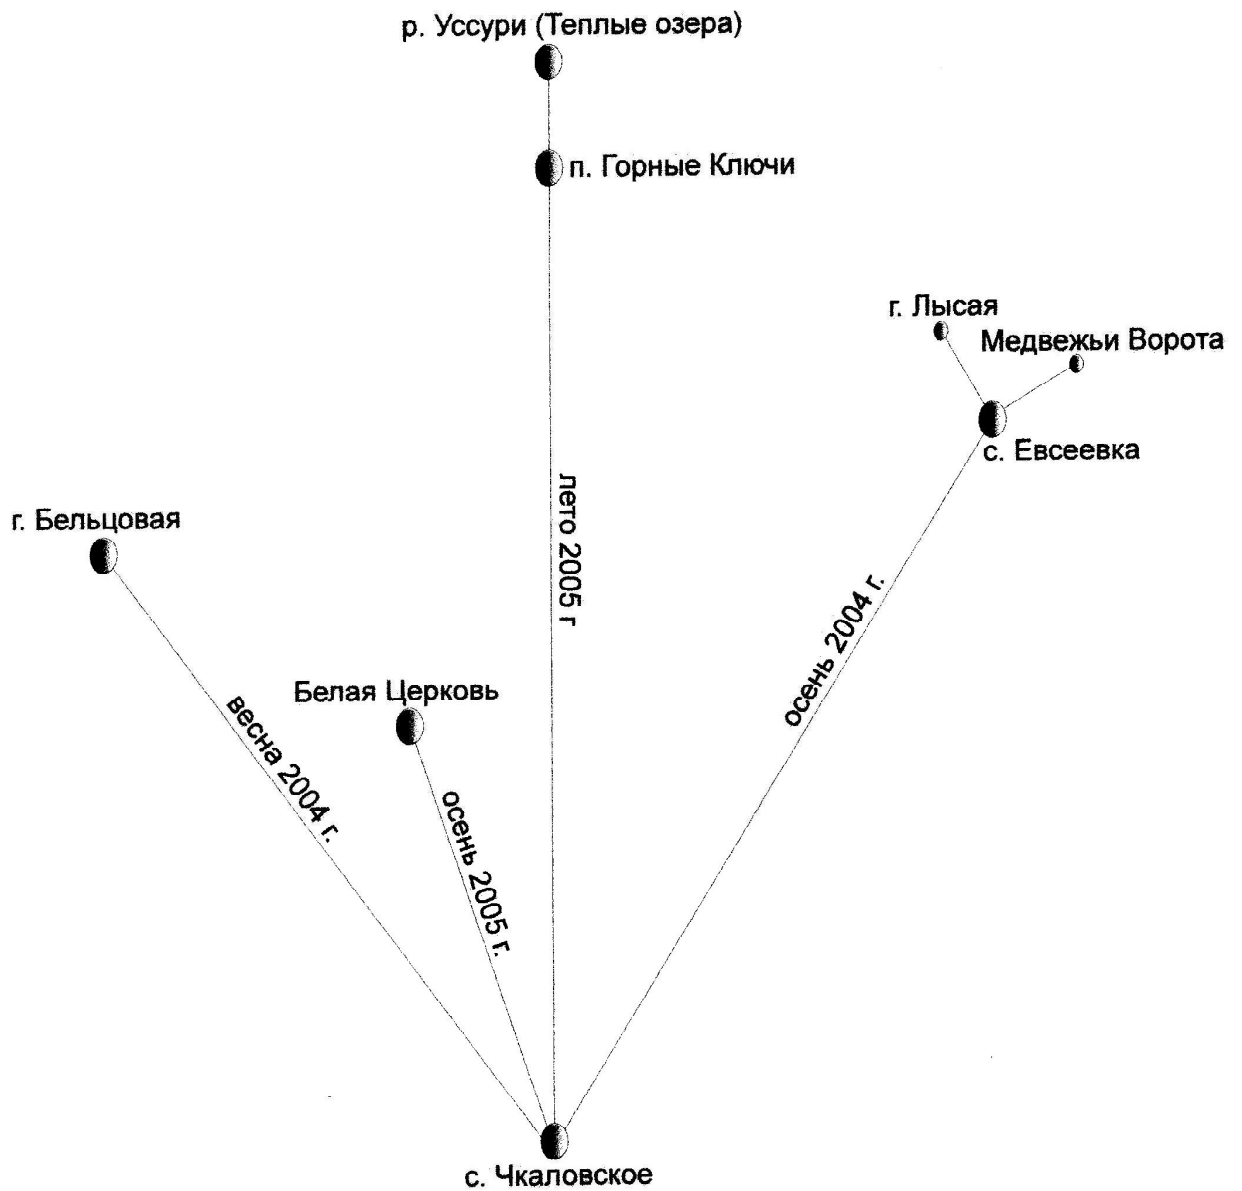 р. Уссури (Теплые озера)
п. Горные Ключи
г. Лысая
Медвежьи Ворота
с. Евсеевка
лето 2005 г
г. Бельцовая
осень 2004 г.
Белая Церковь
весна 2004 г.
осень 2005 г.
с. Чкаловское